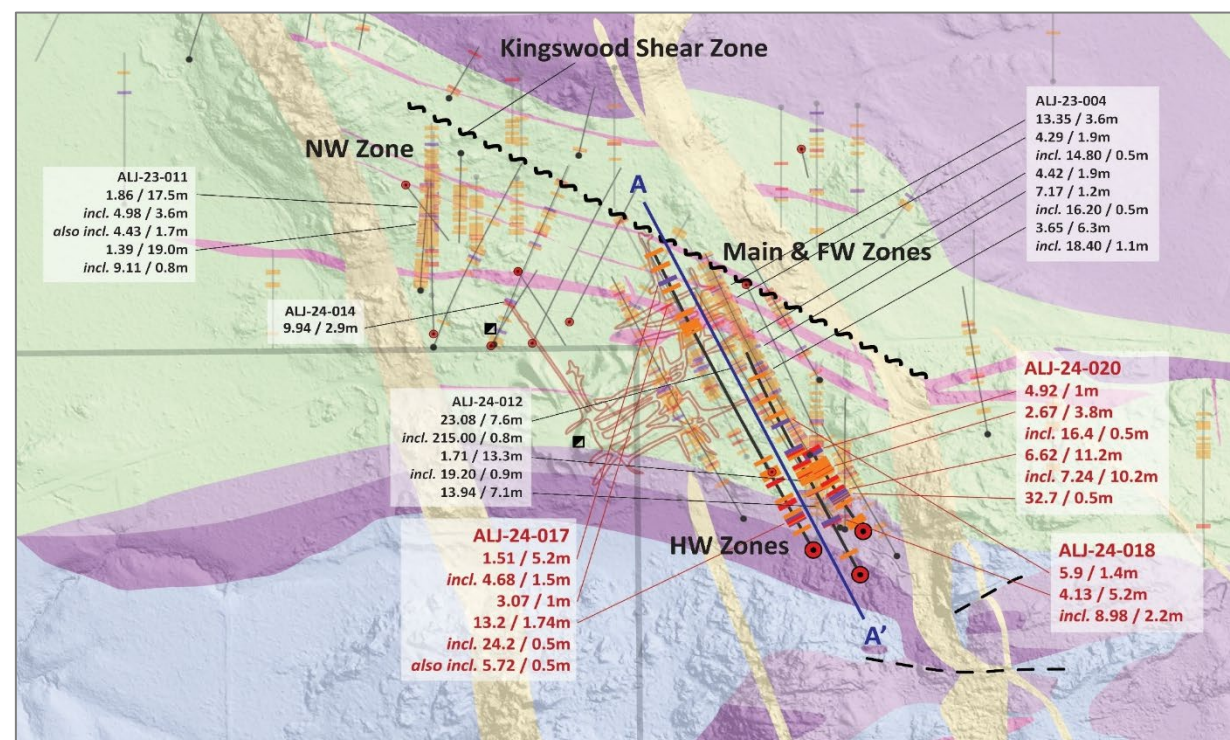 Kingswood Shear Zone
NW Zone
ALJ-23-011
1.86 / 17.5m
incl. 4.98 / 3.6m
also incl. 4.43 / 1.7m
1.39 / 19.0m
incl. 9.11 / 0.8m
ALJ-23-004
13.35 / 3.6m
4.29 / 1.9m
incl. 14.80 / 0.5m
4.42 / 1.9m
7.17 / 1.2m
incl. 16.20 / 0.5m
3.65 / 6.3m
incl. 18.40 / 1.1m
A
Main & FW Zones
ALJ-24-014
9.94 / 2.9m
ALJ-24-012
23.08 / 7.6m
incl. 215.00 / 0.8m
1.71 / 13.3m
incl. 19.20 / 0.9m
13.94 / 7.1m
ALJ-24-020
4.92 / 1m
2.67 / 3.8m
incl. 16.4 / 0.5m
6.62 / 11.2m
incl. 7.24 / 10.2m
32.7 / 0.5m
ALJ-24-017
1.51 / 5.2m
incl. 4.68 / 1.5m
3.07 / 1m
13.2 / 1.74m
incl. 24.2 / 0.5m
also incl. 5.72 / 0.5m
HW Zones
ALJ-24-018
5.9 / 1.4m
4.13 / 5.2m
incl. 8.98 / 2.2m
A'